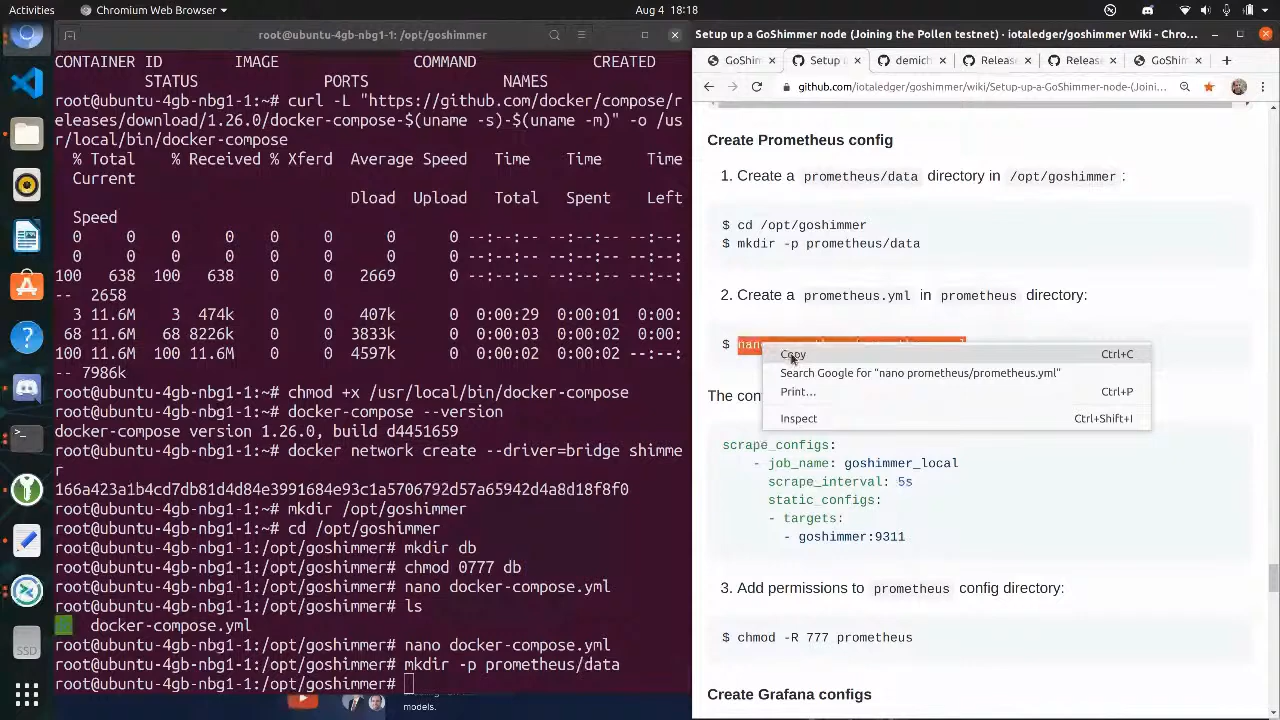 Activities
Chromium Web Browser
Aug 4 18:18
root@ubuntu-4gb-nbg1-1: /opt/goshimmer
CONTAINER ID IMAGE COMMAND CREATED
STATUS PORTS NAMES
root@ubuntu-4gb-nbg1-1:~# curl -L "https://github.com/docker/compose/r
eleases/download/1.26.0/docker-compose-$(uname -s)-$(uname -m)" -o /us
r/local/bin/docker-compose
% Total % Received % Xferd Average Speed Time Time Time
Current
Dload Upload Total Spent Left
Speed
0 0 0 0 0 0 0 0 --:--:-- --:--:-- --:--:
0 0 0 0 0 0 0 0 --:--:-- --:--:-- --:--:
100 638 100 638 0 0 2669 0 --:--:-- --:--:-- --:--:
-- 2658
3 11.6M 3 474k 0 0 407k 0 0:00:29 0:00:01 0:00:
68 11.6M 68 8226k 0 0 3833k 0 0:00:03 0:00:02 0:00:
100 11.6M 100 11.6M 0 0 4597k 0 0:00:02 0:00:02 --:--:
-- 7986k
root@ubuntu-4gb-nbg1-1:~# chmod +x /usr/local/bin/docker-compose
root@ubuntu-4gb-nbg1-1:~# docker-compose --version
docker-compose version 1.26.0, build d4451659
root@ubuntu-4gb-nbg1-1:~# docker network create --driver=bridge shimme
r
166a423a1b4cd7db81d4d84e3991684e93c1a5706792d57a65942d4a8d18f8f0
root@ubuntu-4gb-nbg1-1:~# mkdir /opt/goshimmer
root@ubuntu-4gb-nbg1-1:~# cd /opt/goshimmer
root@ubuntu-4gb-nbg1-1:/opt/goshimmer# mkdir db
root@ubuntu-4gb-nbg1-1:/opt/goshimmer# chmod 0777 db
root@ubuntu-4gb-nbg1-1:/opt/goshimmer# nano docker-compose.yml
root@ubuntu-4gb-nbg1-1:/opt/goshimmer# ls
docker-compose.yml
root@ubuntu-4gb-nbg1-1:/opt/goshimmer# nano docker-compose.yml
root@ubuntu-4gb-nbg1-1:/opt/goshimmer# mkdir -p prometheus/data
root@ubuntu-4gb-nbg1-1:/opt/goshimmer#
SSD
models.
Setup up a GoShimmer node (Joining the Pollen testnet) · iotaledger/goshimmer Wiki - Chro...
GoShim
Setup u
demich
Release
Release
GoShim
github.com/iotaledger/goshimmer/wiki/Setup-up-a-GoShimmer-node-(Joini...
Create Prometheus config
1. Create a prometheus/data directory in /opt/goshimmer :
$ cd /opt/goshimmer
$ mkdir -p prometheus/data
2. Create a prometheus.yml in prometheus directory:
$ nano
Copy Ctrl+C
Search Google for "nano prometheus/prometheus.yml"
Print... Ctrl+P
Inspect Ctrl+Shift+I
The con
scrape_configs:
- job_name: goshimmer_local
scrape_interval: 5s
static_configs:
- targets:
- goshimmer:9311
3. Add permissions to prometheus config directory:
$ chmod -R 777 prometheus
Create Grafana configs